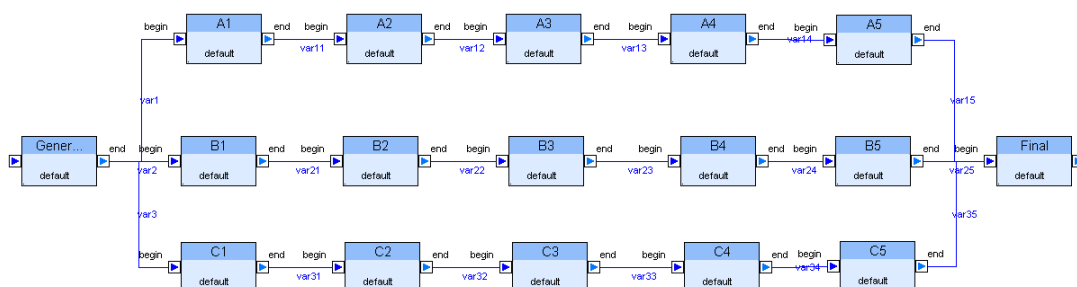 A1 A2 A3 A4 A5
begin end begin end begin end begin end begin end
default default default default default
var11 var12 var13 var14
var1 var15
Gener... B1 B2 B3 B4 B5 Final
end begin end begin end begin end begin end begin end begin
default default default default default default default
var2 var21 var22 var23 var24 var25
var3 var35
C1 C2 C3 C4 C5
begin end begin end begin end begin end begin end
default default default default default
var31 var32 var33 var34